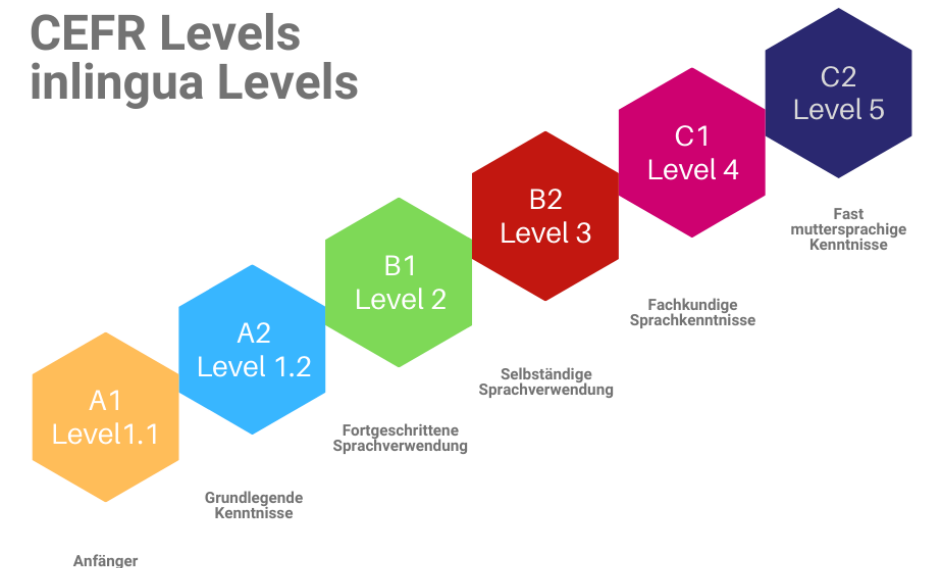 CEFR Levels
inlingua Levels
A1
Level1.1
Anfänger
A2
Level 1.2
Grundlegende
Kenntnisse
B1
Level 2
Fortgeschrittene
Sprachverwendung
B2
Level 3
Selbständige
Sprachverwendung
C1
Level 4
Fachkundige
Sprachkenntnisse
C2
Level 5
Fast
muttersprachige
Kenntnisse